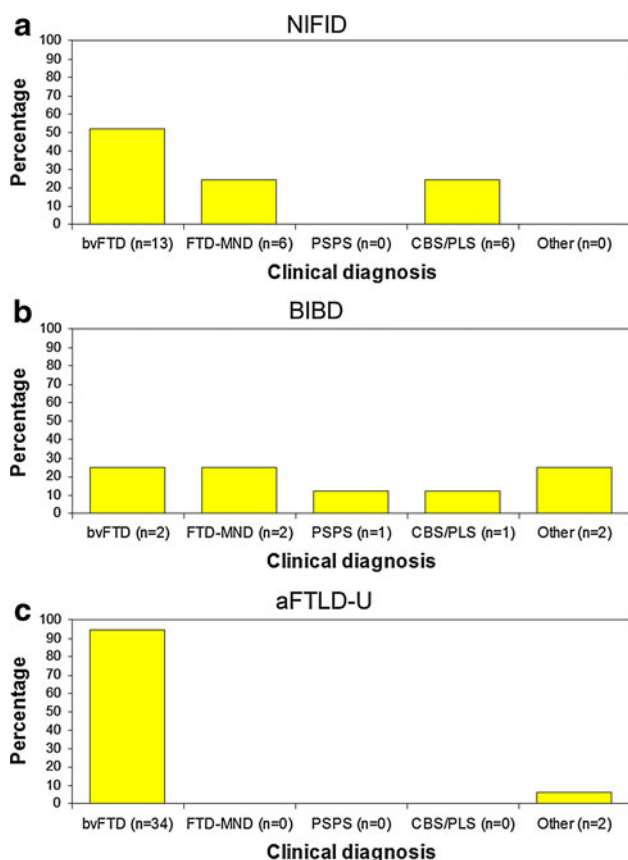 a
NIFID
Percentage
100
90
80
70
60
50
40
30
20
10
0
bvFTD (n=13) FTD-MND (n=6) PSPS (n=0) CBS/PLS (n=6) Other (n=0)
Clinical diagnosis
b
BIBD
Percentage
100
90
80
70
60
50
40
30
20
10
0
bvFTD (n=2) FTD-MND (n=2) PSPS (n=1) CBS/PLS (n=1) Other (n=2)
Clinical diagnosis
c
aFTLD-U
Percentage
100
90
80
70
60
50
40
30
20
10
0
bvFTD (n=34) FTD-MND (n=0) PSPS (n=0) CBS/PLS (n=0) Other (n=2)
Clinical diagnosis